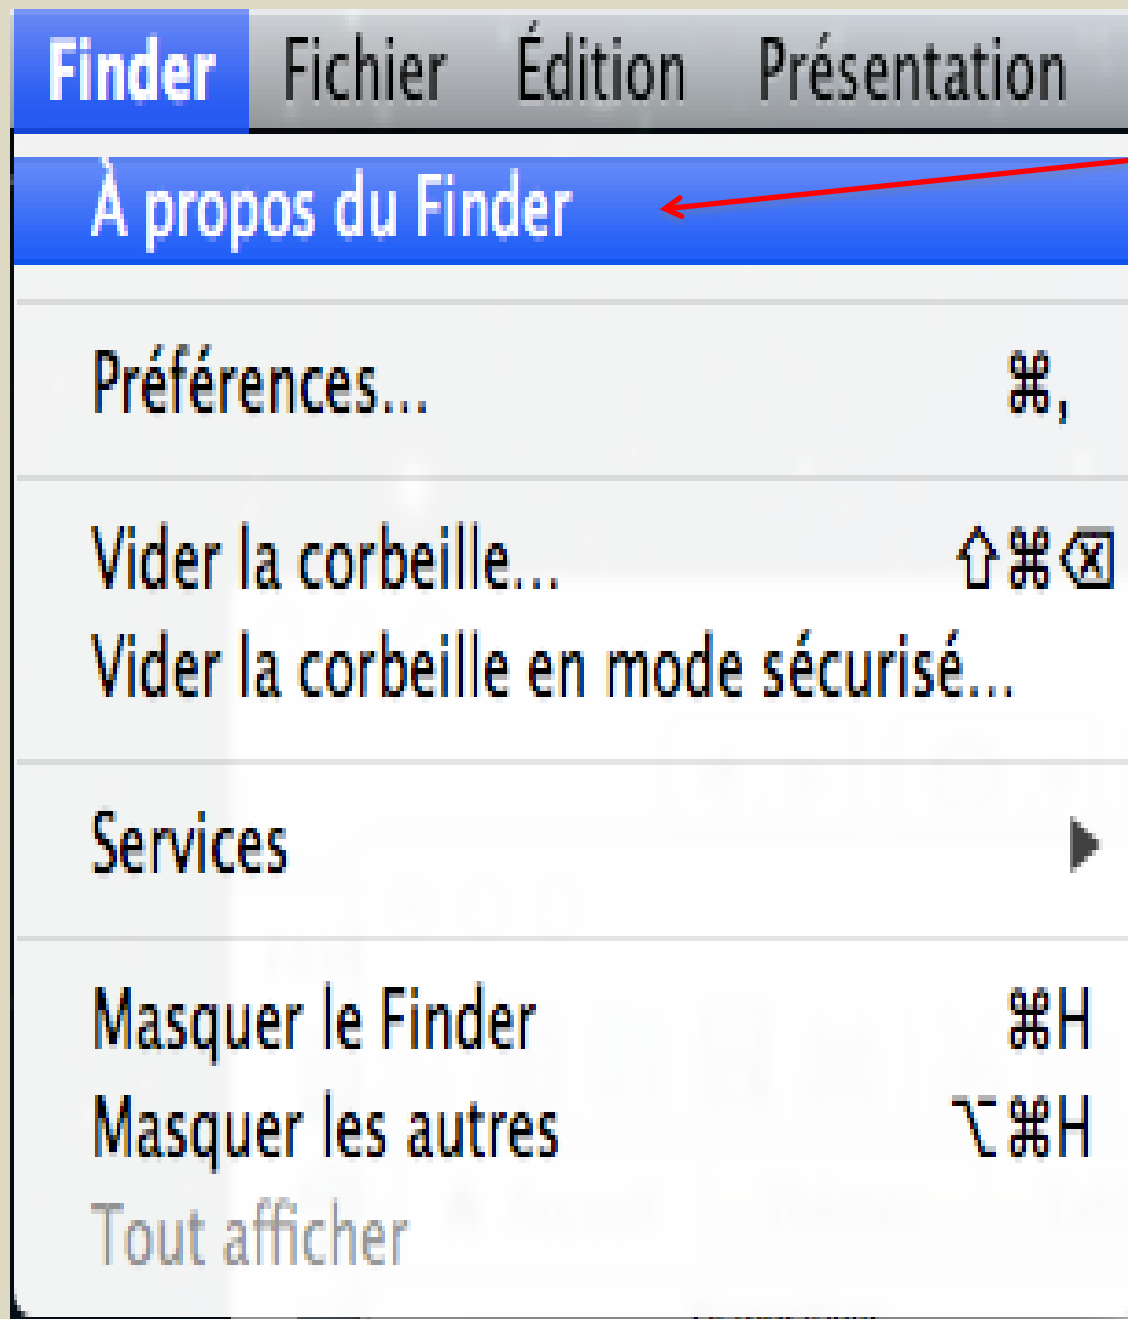 Finder Fichier Édition Présentation
À propos du Finder
Préférences... ⌘,
Vider la corbeille... ⇧⌘⌫
Vider la corbeille en mode sécurisé...
Services ▶
Masquer le Finder ⌘H
Masquer les autres ⌥⌘H
Tout afficher